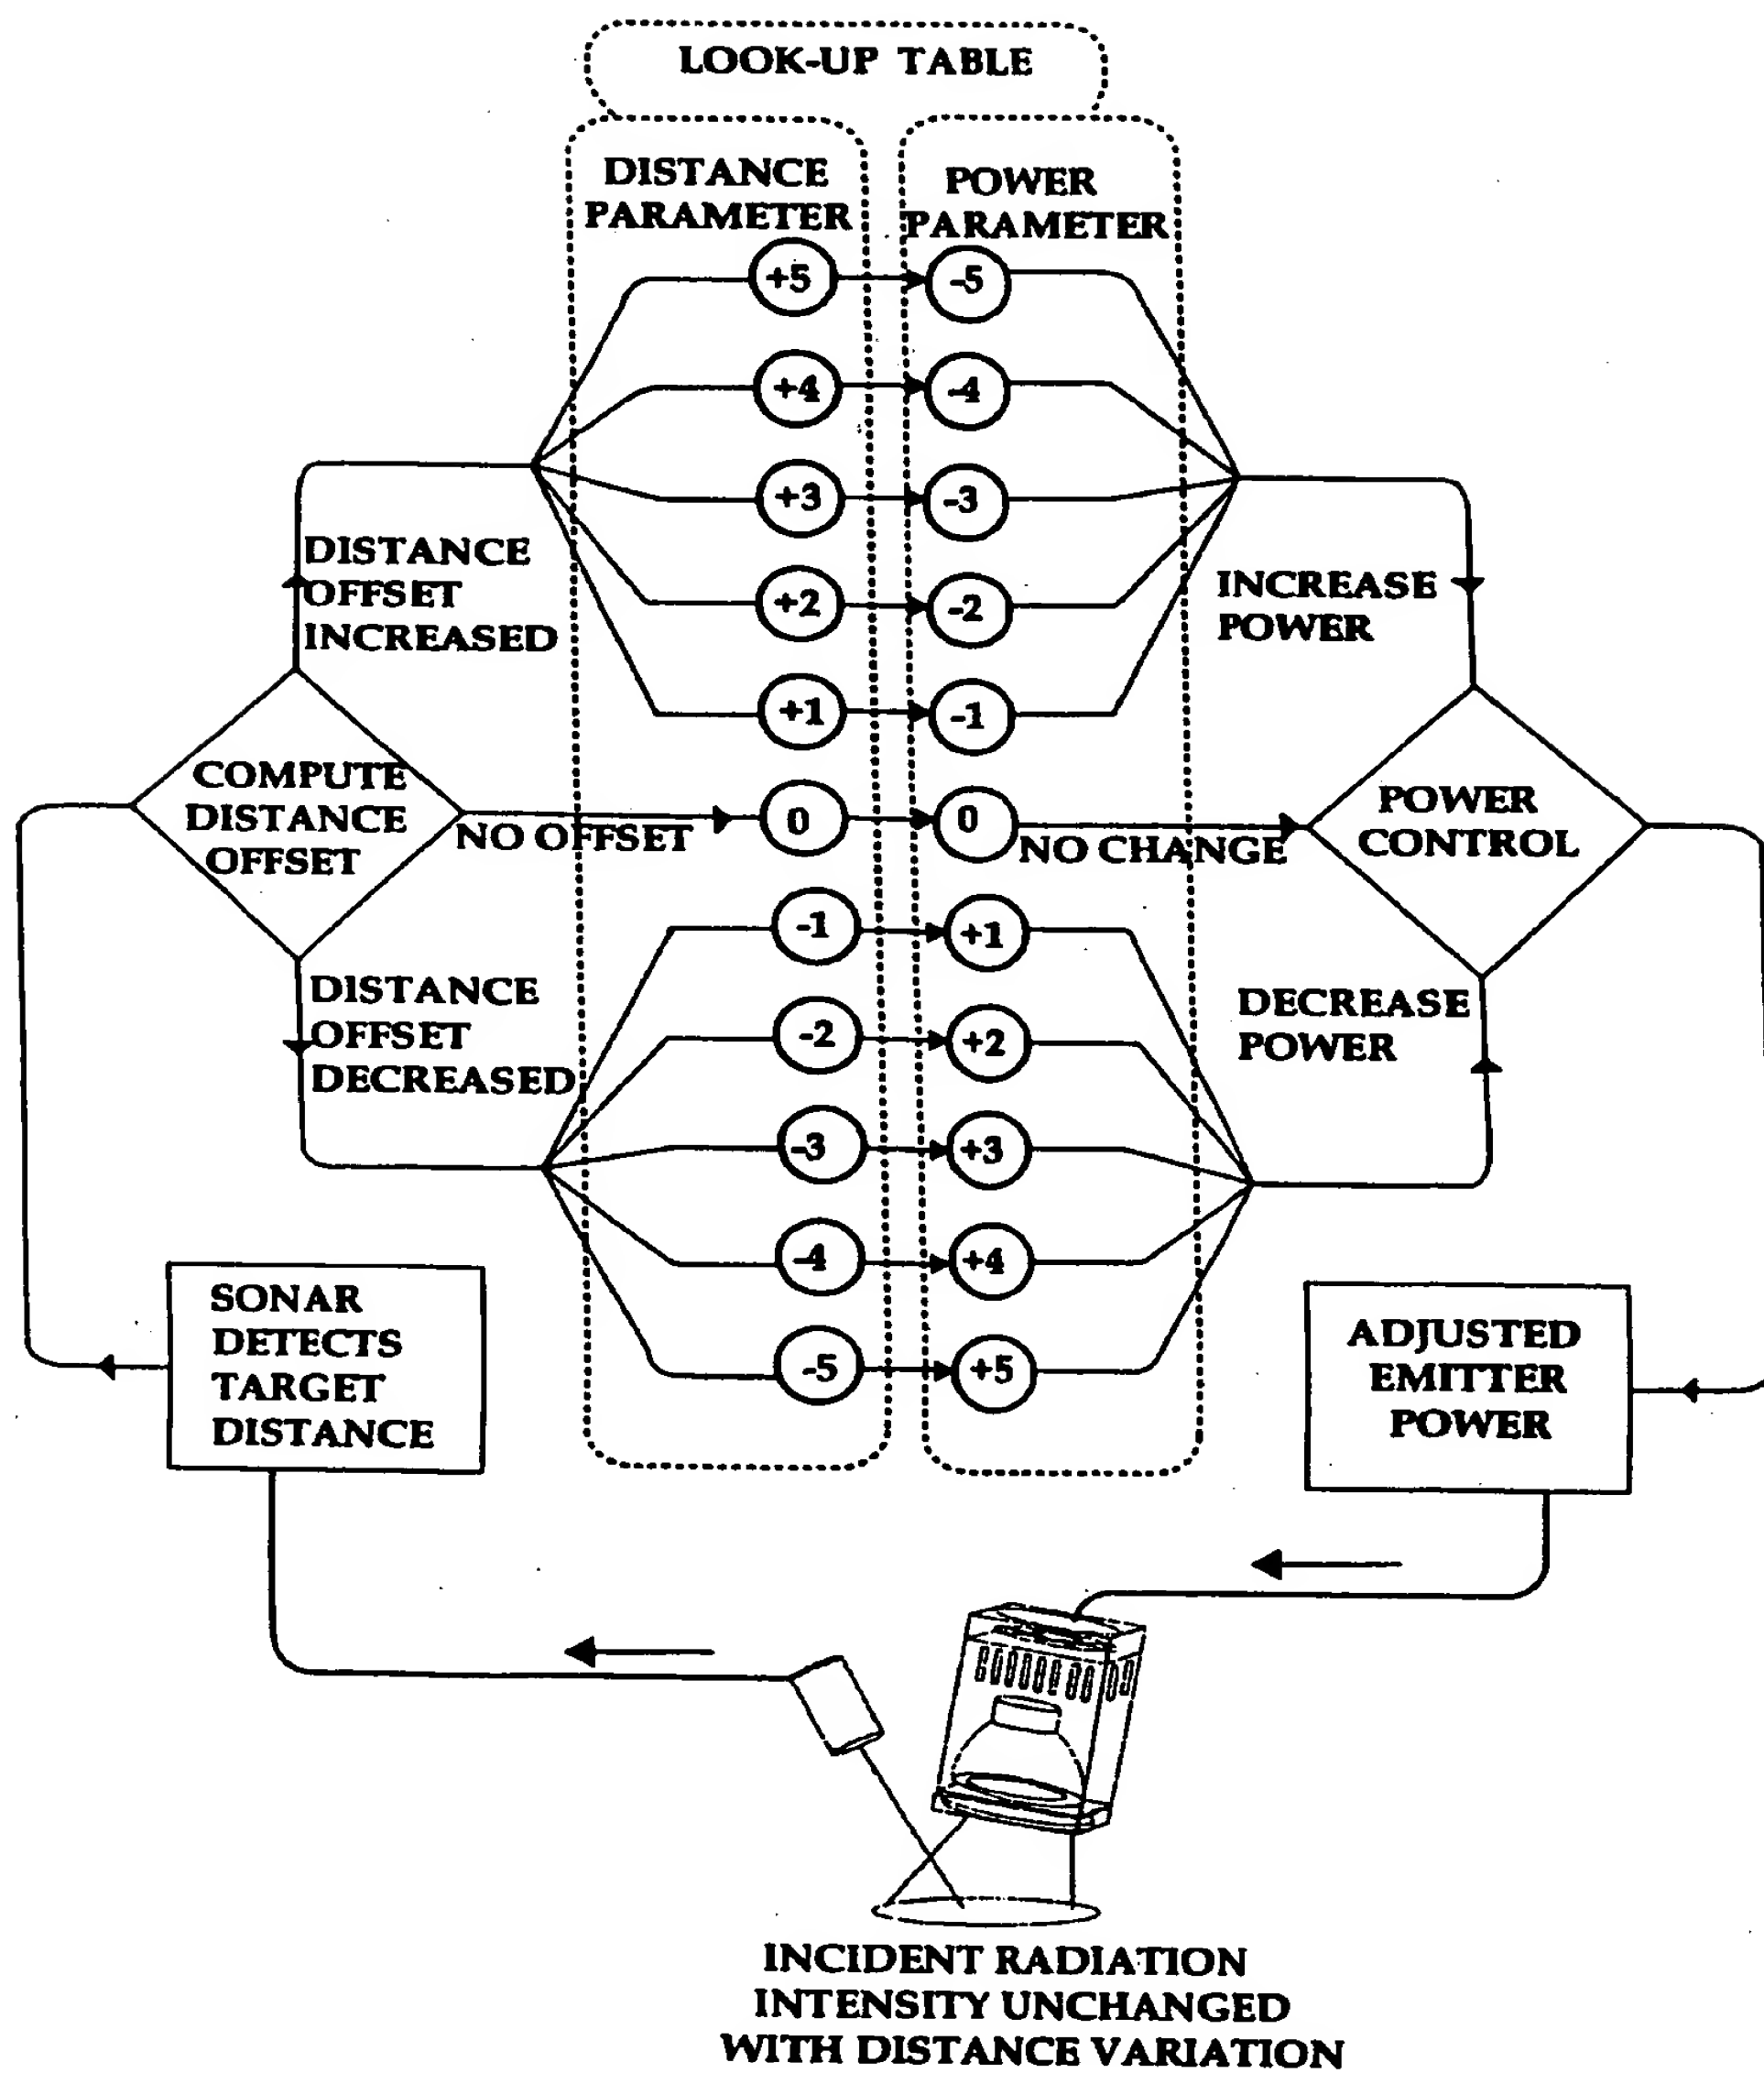 LOOK-UP TABLE
DISTANCE
PARAMETER
POWER
PARAMETER
+5
-5
+4
-4
+3
-3
+2
-2
+1
-1
0
0
-1
+1
-2
+2
-3
+3
-4
+4
-5
+5
DISTANCE
OFFSET
INCREASED
INCREASE
POWER
COMPUTE
DISTANCE
OFFSET
NO OFFSET
NO CHANGE
POWER
CONTROL
DISTANCE
OFFSET
DECREASED
DECREASE
POWER
SONAR
DETECTS
TARGET
DISTANCE
ADJUSTED
EMITTER
POWER
INCIDENT RADIATION
INTENSITY UNCHANGED
WITH DISTANCE VARIATION